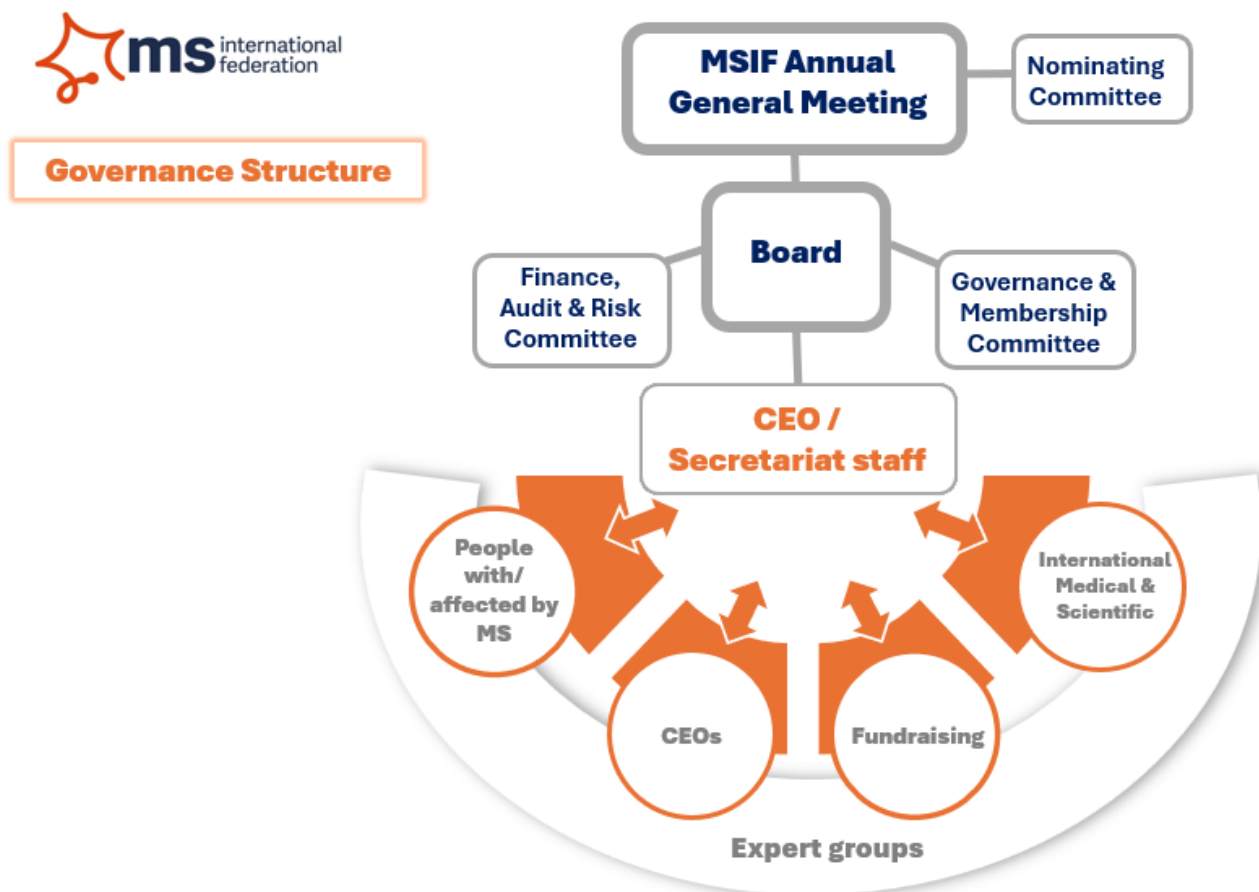 ms international
federation
Governance Structure
MSIF Annual
General Meeting
Nominating
Committee
Board
Finance,
Audit & Risk
Committee
Governance &
Membership
Committee
CEO /
Secretariat staff
People
with/
affected by
MS
International
Medical &
Scientific
CEOs
Fundraising
Expert groups